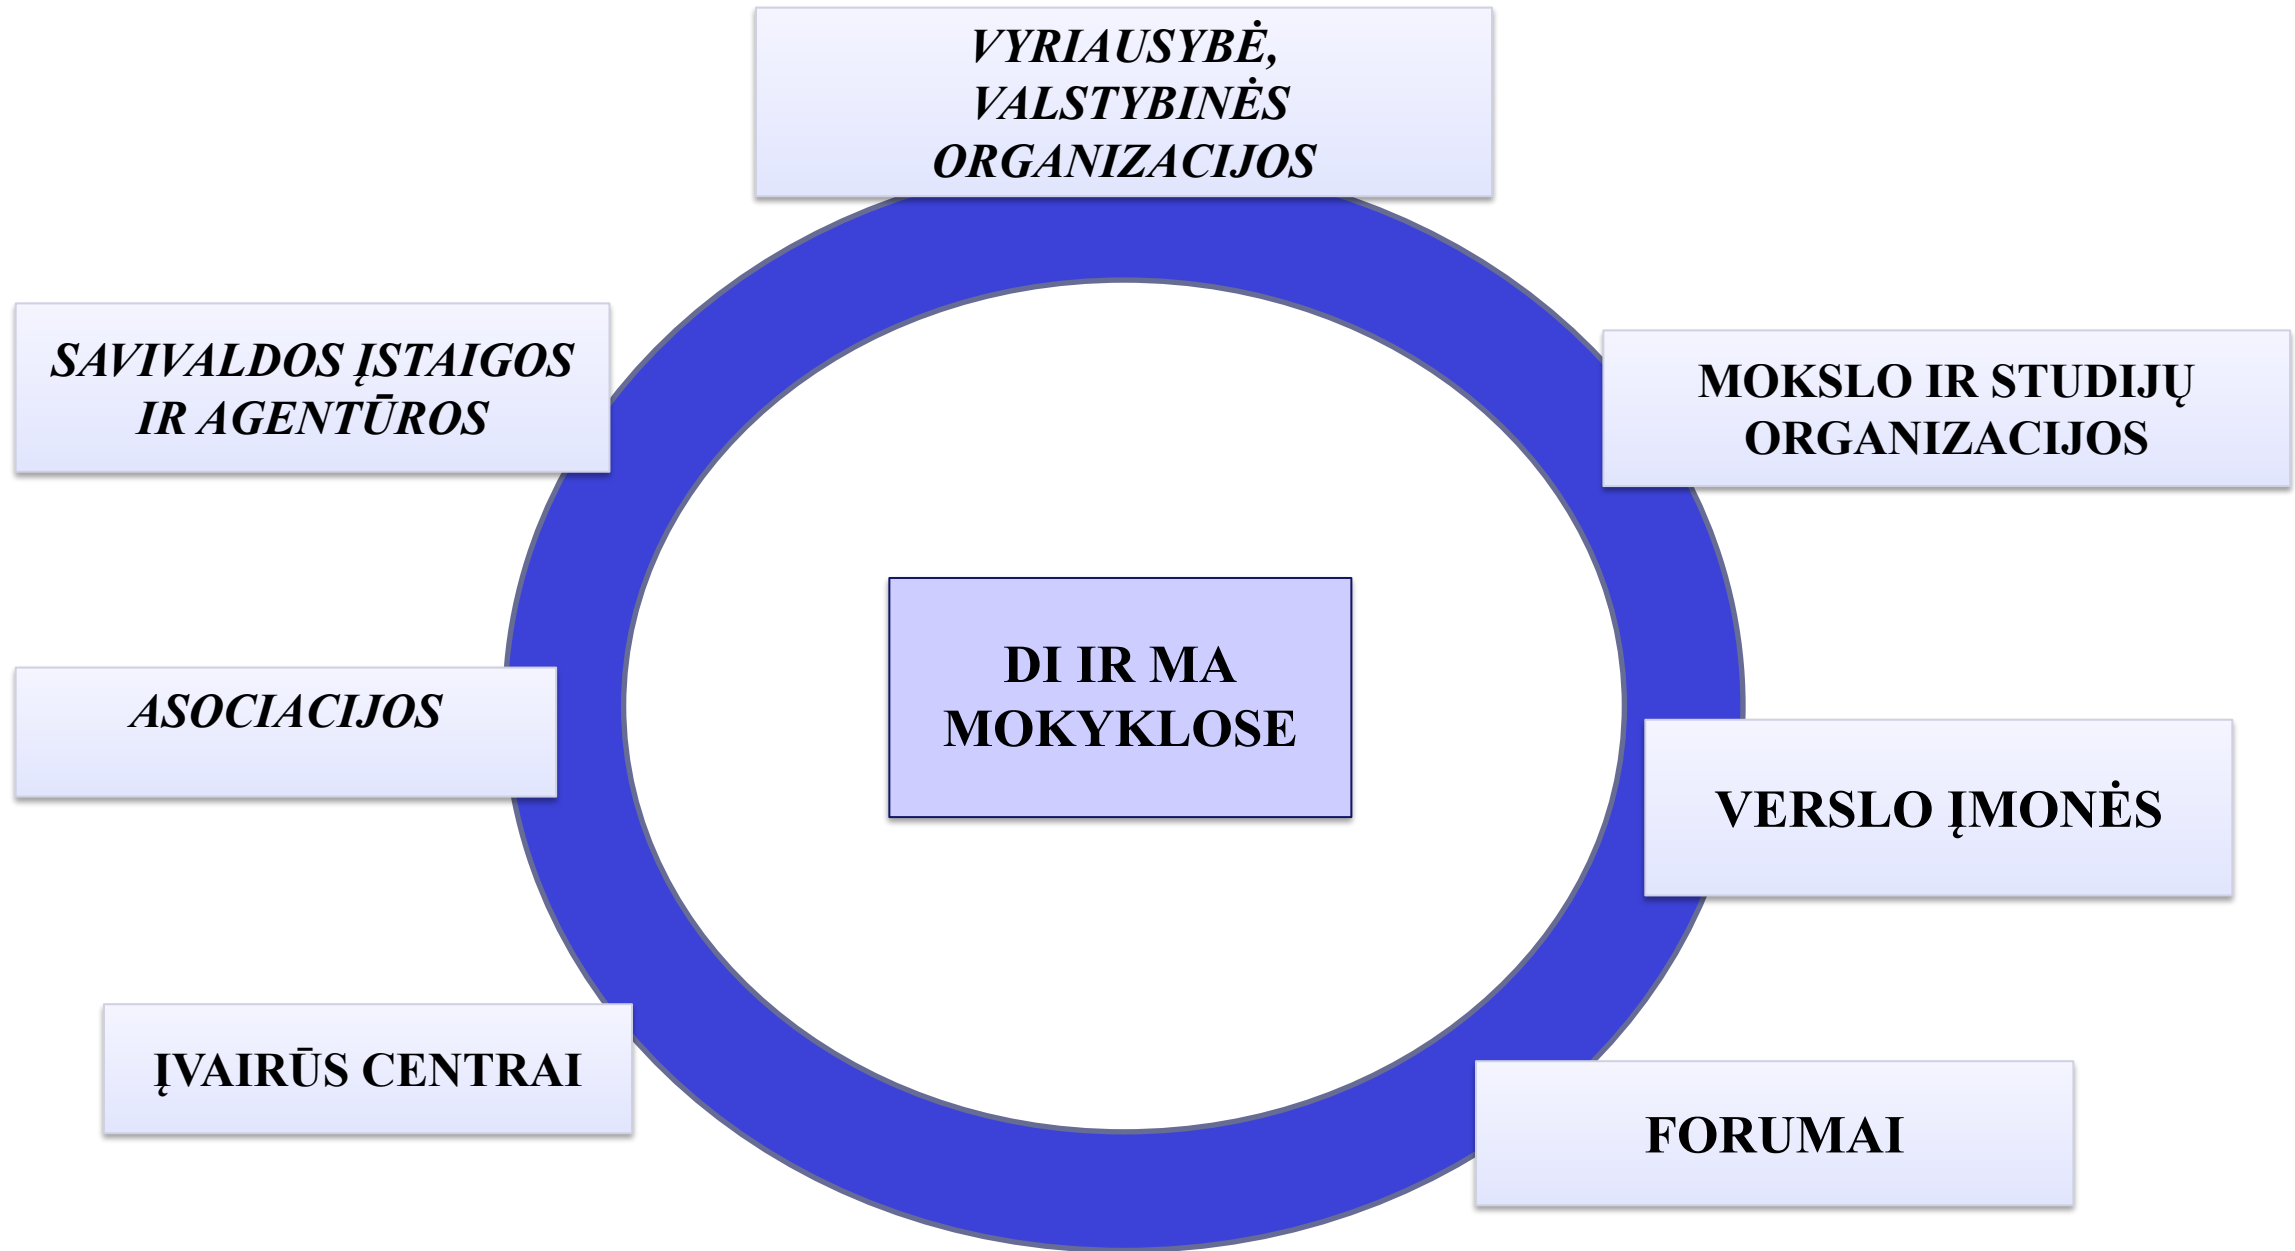 VYRIAUSYBĖ,
VALSTYBINĖS
ORGANIZACIJOS
SAVIVALDOS ĮSTAIGOS
IR AGENTŪROS
MOKSLO IR STUDIJŲ
ORGANIZACIJOS
DI IR MA
MOKYKLOSE
ASOCIACIJOS
VERSLO ĮMONĖS
ĮVAIRŪS CENTRAI
FORUMAI